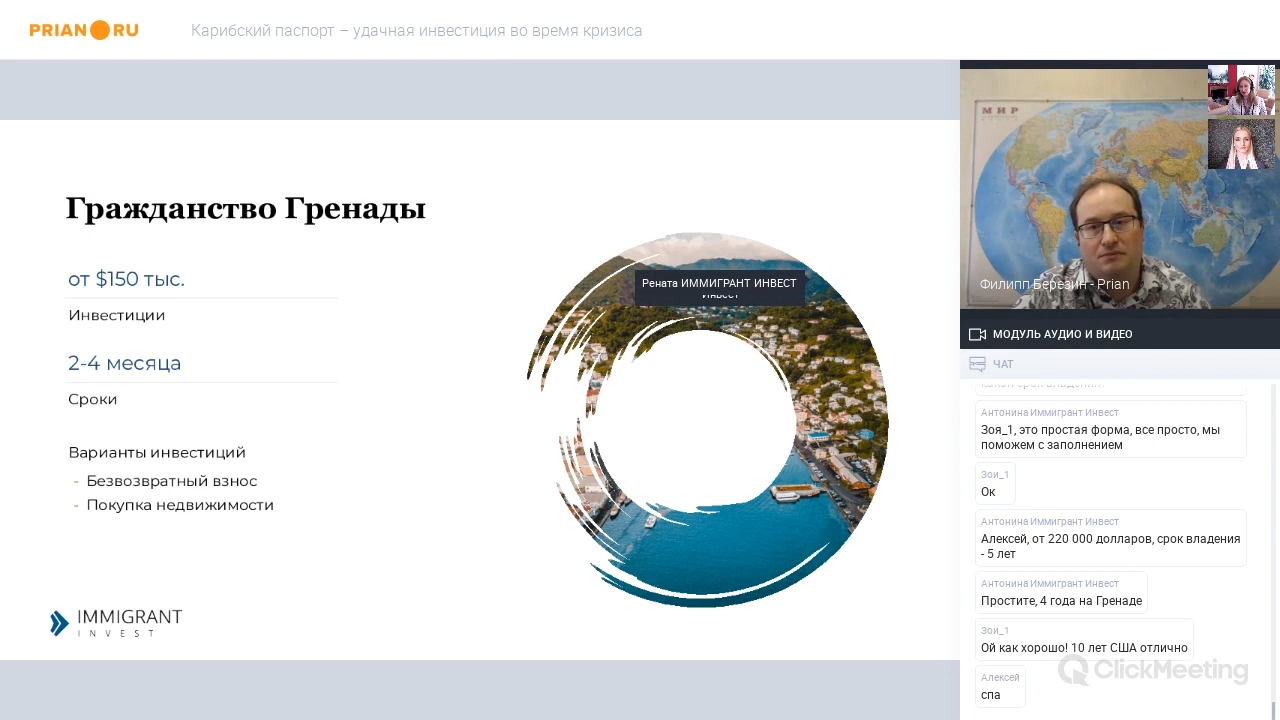 PRIAN RU
Карибский паспорт – удачная инвестиция во время кризиса
Гражданство Гренады
от $150 тыс.
Инвестиции
2-4 месяца
Сроки
Варианты инвестиций
- Безвозвратный взнос
- Покупка недвижимости
Рената ИММИГРАНТ ИНВЕСТ
IMMIGRANT
INVEST
МИР
Филипп Березин - Prian
МОДУЛЬ АУДИО И ВИДЕО
ЧАТ
какой срок владения?
Антонина Иммигрант Инвест
Зоя_1, это простая форма, все просто, мы
поможем с заполнением
Зои_1
Ок
Антонина Иммигрант Инвест
Алексей, от 220 000 долларов, срок владения
- 5 лет
Антонина Иммигрант Инвест
Простите, 4 года на Гренаде
Зои_1
Ой как хорошо! 10 лет США отлично
Алексей
спа
ClickMeeting